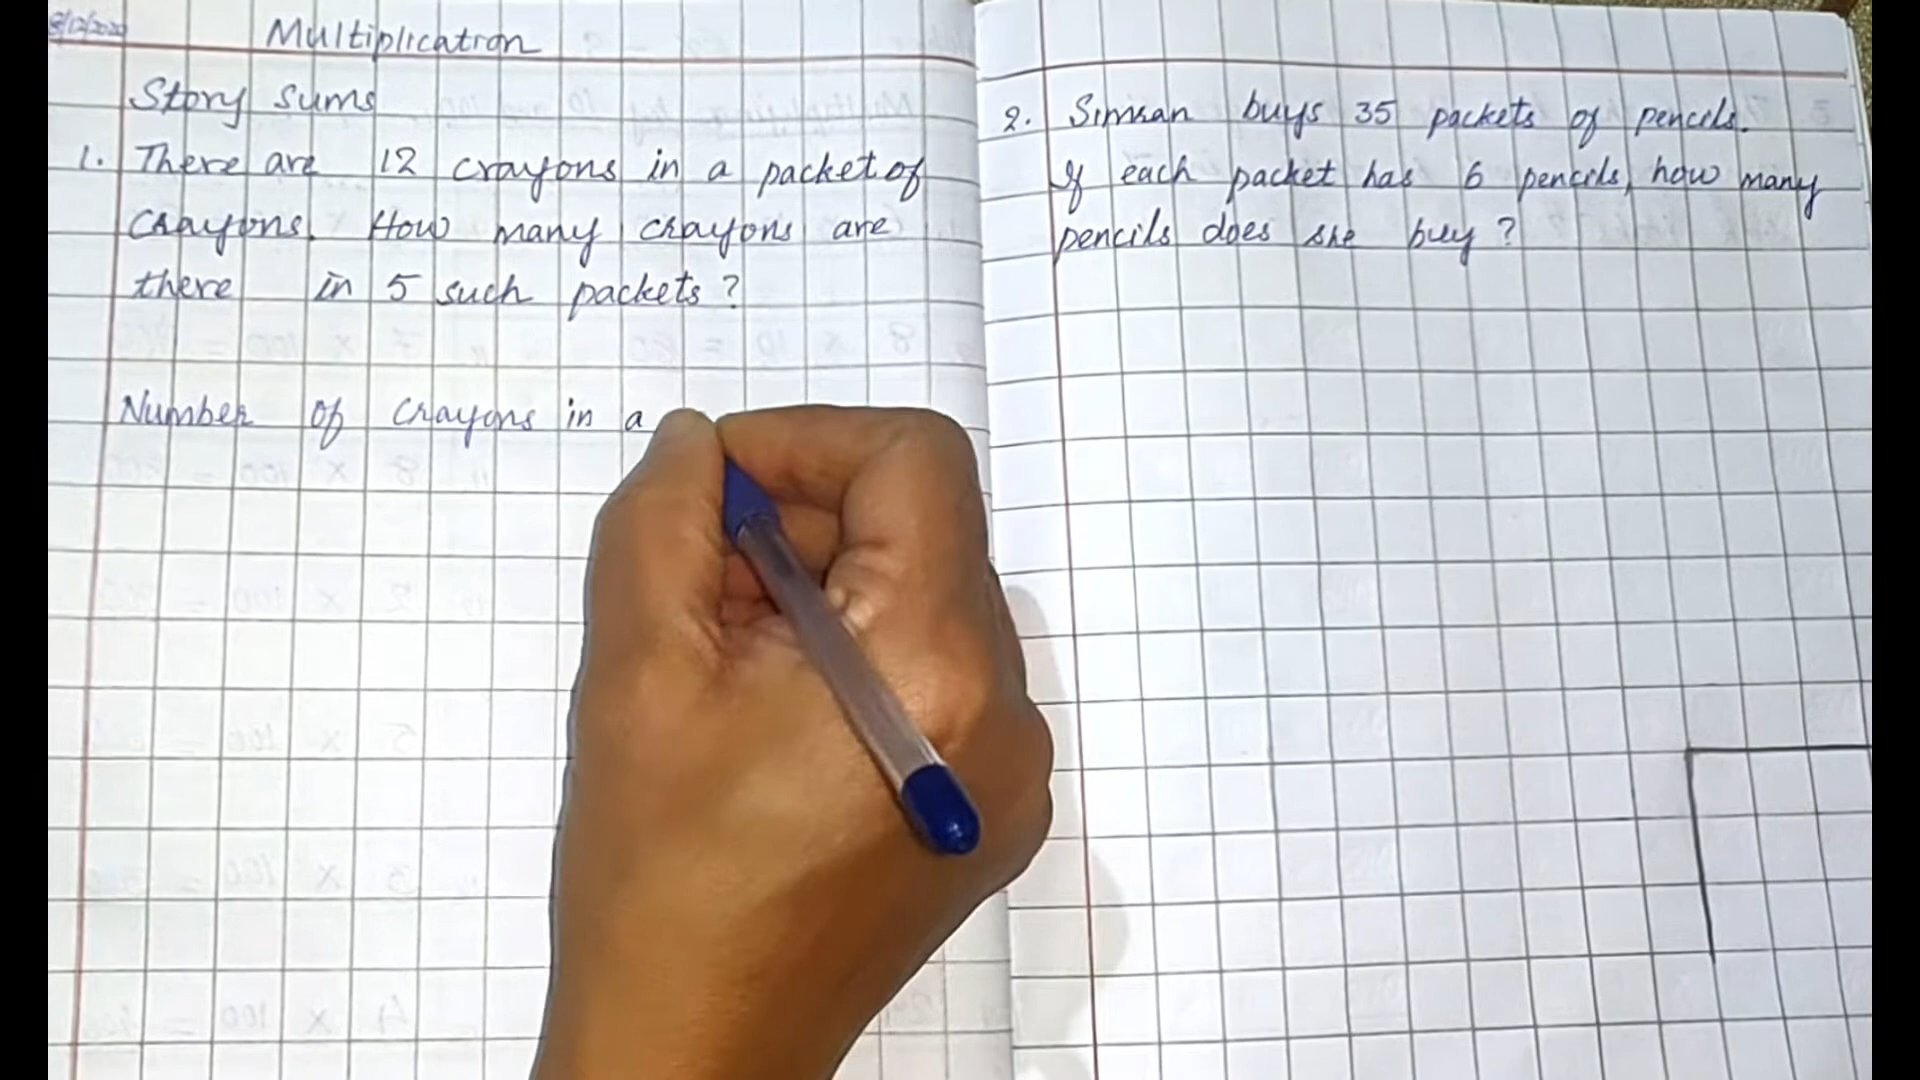 Multiplication
Story sums
1. There are 12 crayons in a packet of
crayons. How many crayons are
there in 5 such packets?
Number of crayons in a
2. Simran buys 35 packets of pencils.
If each packet has 6 pencils, how many
pencils does she buy?